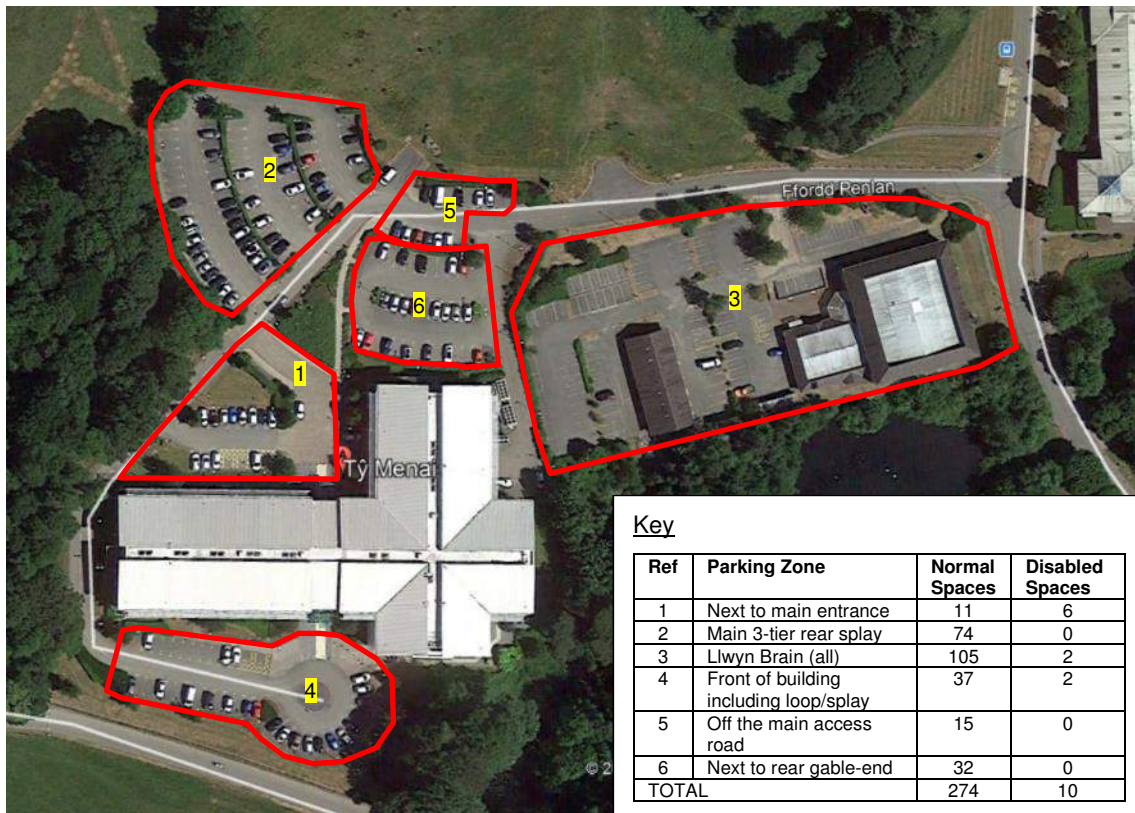 2
5
Ffordd Penlan
3
6
1
Tŷ Menai
4
© 2
Key
Ref Parking Zone Normal Spaces Disabled Spaces
1 Next to main entrance 11 6
2 Main 3-tier rear splay 74 0
3 Llwyn Brain (all) 105 2
4 Front of building including loop/splay 37 2
5 Off the main access road 15 0
6 Next to rear gable-end 32 0
TOTAL 274 10